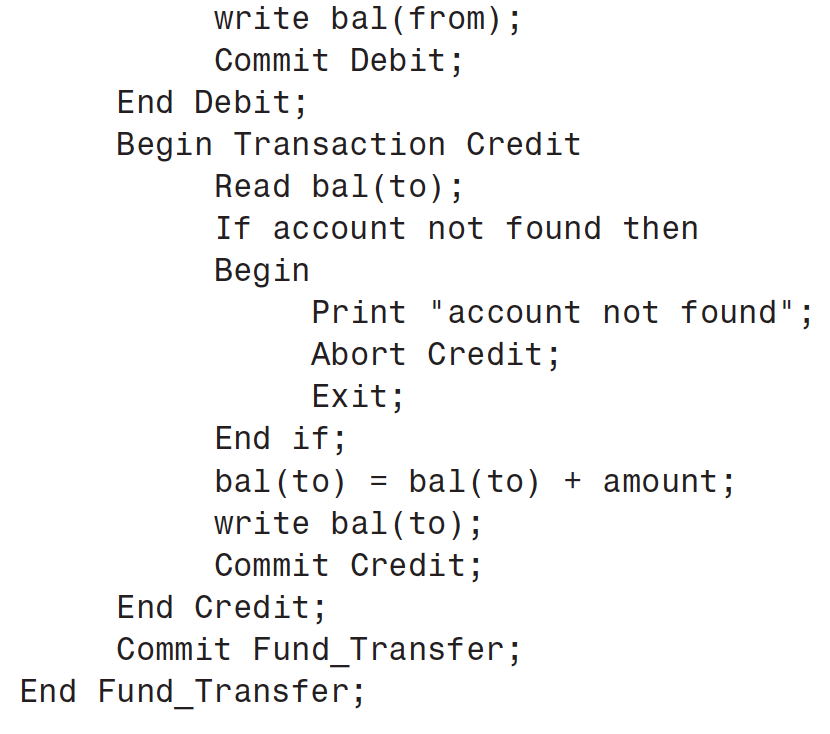 write bal(from);
Commit Debit;
End Debit;
Begin Transaction Credit
Read bal(to);
If account not found then
Begin
Print "account not found";
Abort Credit;
Exit;
End if;
bal(to) = bal(to) + amount;
write bal(to);
Commit Credit;
End Credit;
Commit Fund_Transfer;
End Fund_Transfer;